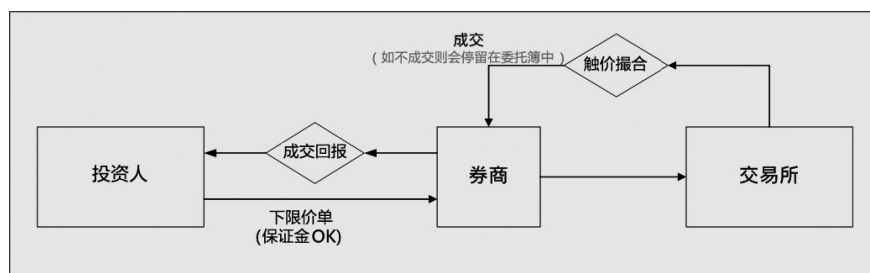 成交
（如不成交则会停留在委托簿中）
触价撮合
投资人
成交回报
券商
交易所
下限价单
(保证金OK)